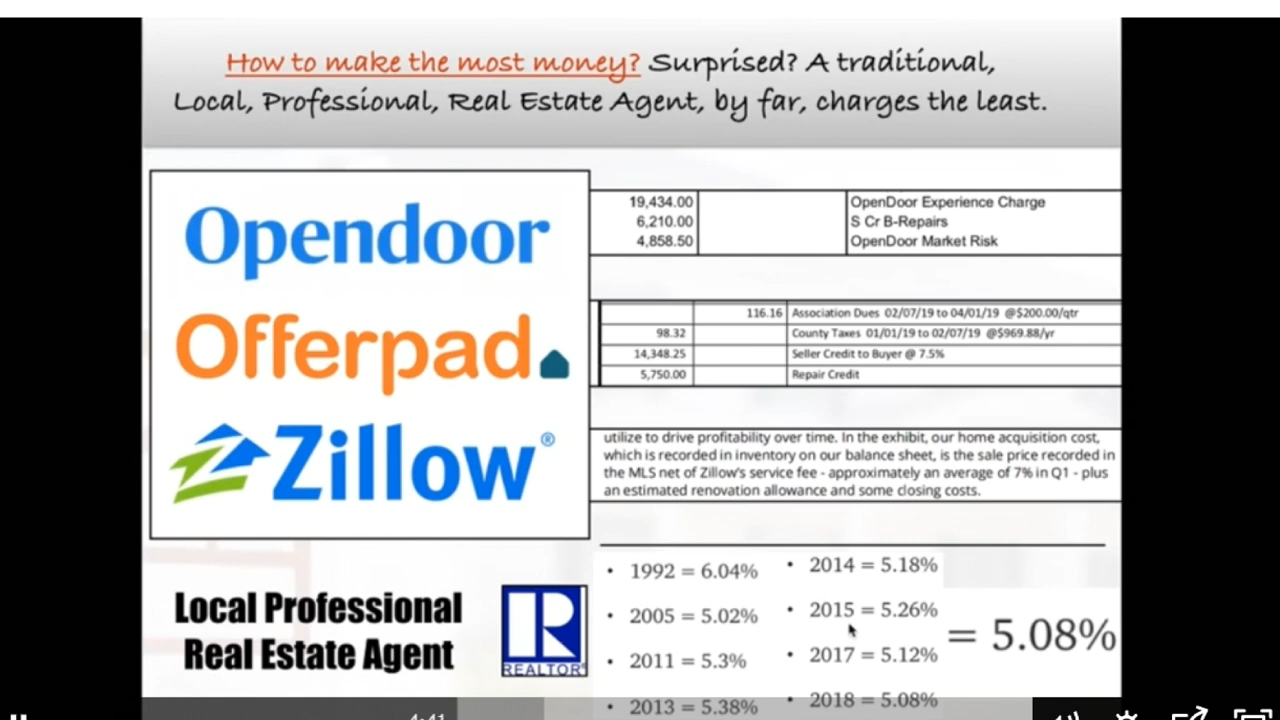 How to make the most money? Surprised? A traditional,
Local, Professional, Real Estate Agent, by far, charges the least.
Opendoor
Offerpad
Zillow®
19,434.00 OpenDoor Experience Charge
6,210.00 S Cr B-Repairs
4,858.50 OpenDoor Market Risk
116.16 Association Dues 02/07/19 to 04/01/19 @$200.00/qtr
98.32 County Taxes 01/01/19 to 02/07/19 @$969.88/yr
14,348.25 Seller Credit to Buyer @ 7.5%
5,750.00 Repair Credit
utilize to drive profitability over time. In the exhibit, our home acquisition cost,
which is recorded in inventory on our balance sheet, is the sale price recorded in
the MLS net of Zillow's service fee - approximately an average of 7% in Q1 - plus
an estimated renovation allowance and some closing costs.
Local Professional
Real Estate Agent
R
REALTOR®
• 1992 = 6.04%
• 2005 = 5.02%
• 2011 = 5.3%
• 2013 = 5.38%
• 2014 = 5.18%
• 2015 = 5.26%
• 2017 = 5.12%
• 2018 = 5.08%
= 5.08%
4:41